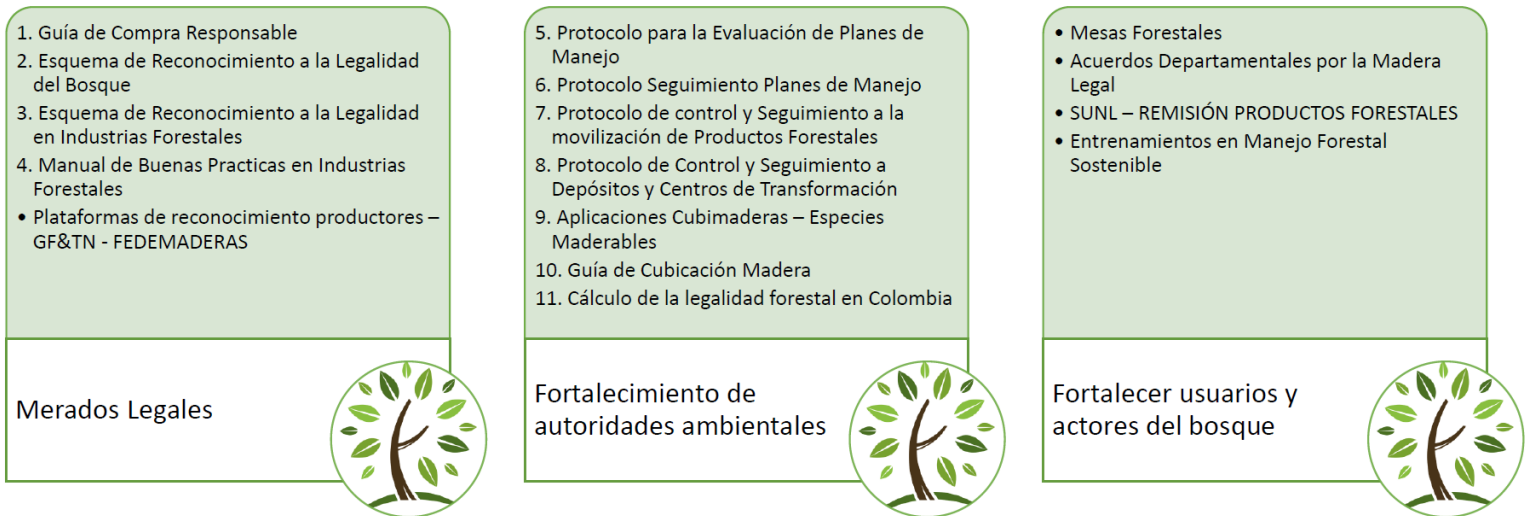 1. Guía de Compra Responsable
2. Esquema de Reconocimiento a la Legalidad
del Bosque
3. Esquema de Reconocimiento a la Legalidad
en Industrias Forestales
4. Manual de Buenas Practicas en Industrias
Forestales
• Plataformas de reconocimiento productores –
GF&TN - FEDEMADERAS
Merados Legales
5. Protocolo para la Evaluación de Planes de
Manejo
6. Protocolo Seguimiento Planes de Manejo
7. Protocolo de control y Seguimiento a la
movilización de Productos Forestales
8. Protocolo de Control y Seguimiento a
Depósitos y Centros de Transformación
9. Aplicaciones Cubimaderas – Especies
Maderables
10. Guía de Cubicación Madera
11. Cálculo de la legalidad forestal en Colombia
Fortalecimiento de
autoridades ambientales
• Mesas Forestales
• Acuerdos Departamentales por la Madera
Legal
• SUNL – REMISIÓN PRODUCTOS FORESTALES
• Entrenamientos en Manejo Forestal
Sostenible
Fortalecer usuarios y
actores del bosque